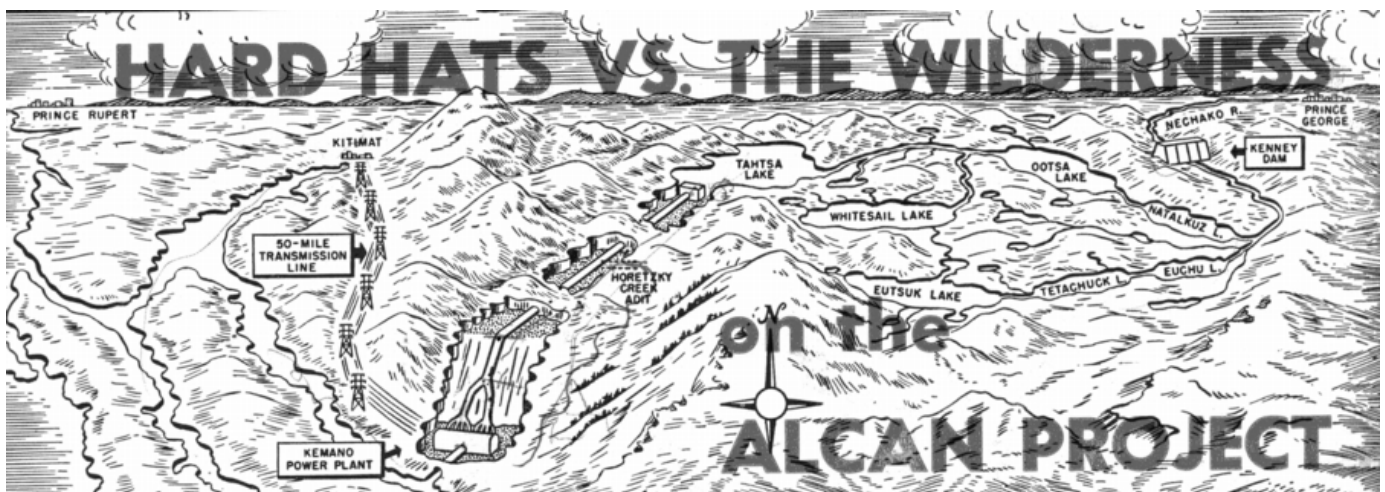 HARD HATS VS. THE WILDERNESS
PRINCE RUPERT
KITIMAT
NECHAKO R.
PRINCE
GEORGE
KENNEY
DAM
TAHTSA
LAKE
OOTSA
LAKE
WHITESAIL LAKE
NATALKUZ L.
50-MILE
TRANSMISSION
LINE
HORETZKY
CREEK
ADIT
EUTSUK LAKE
TETACHUCK L.
EUCHU L.
on the
N
ALCAN PROJECT
KEMANO
POWER PLANT